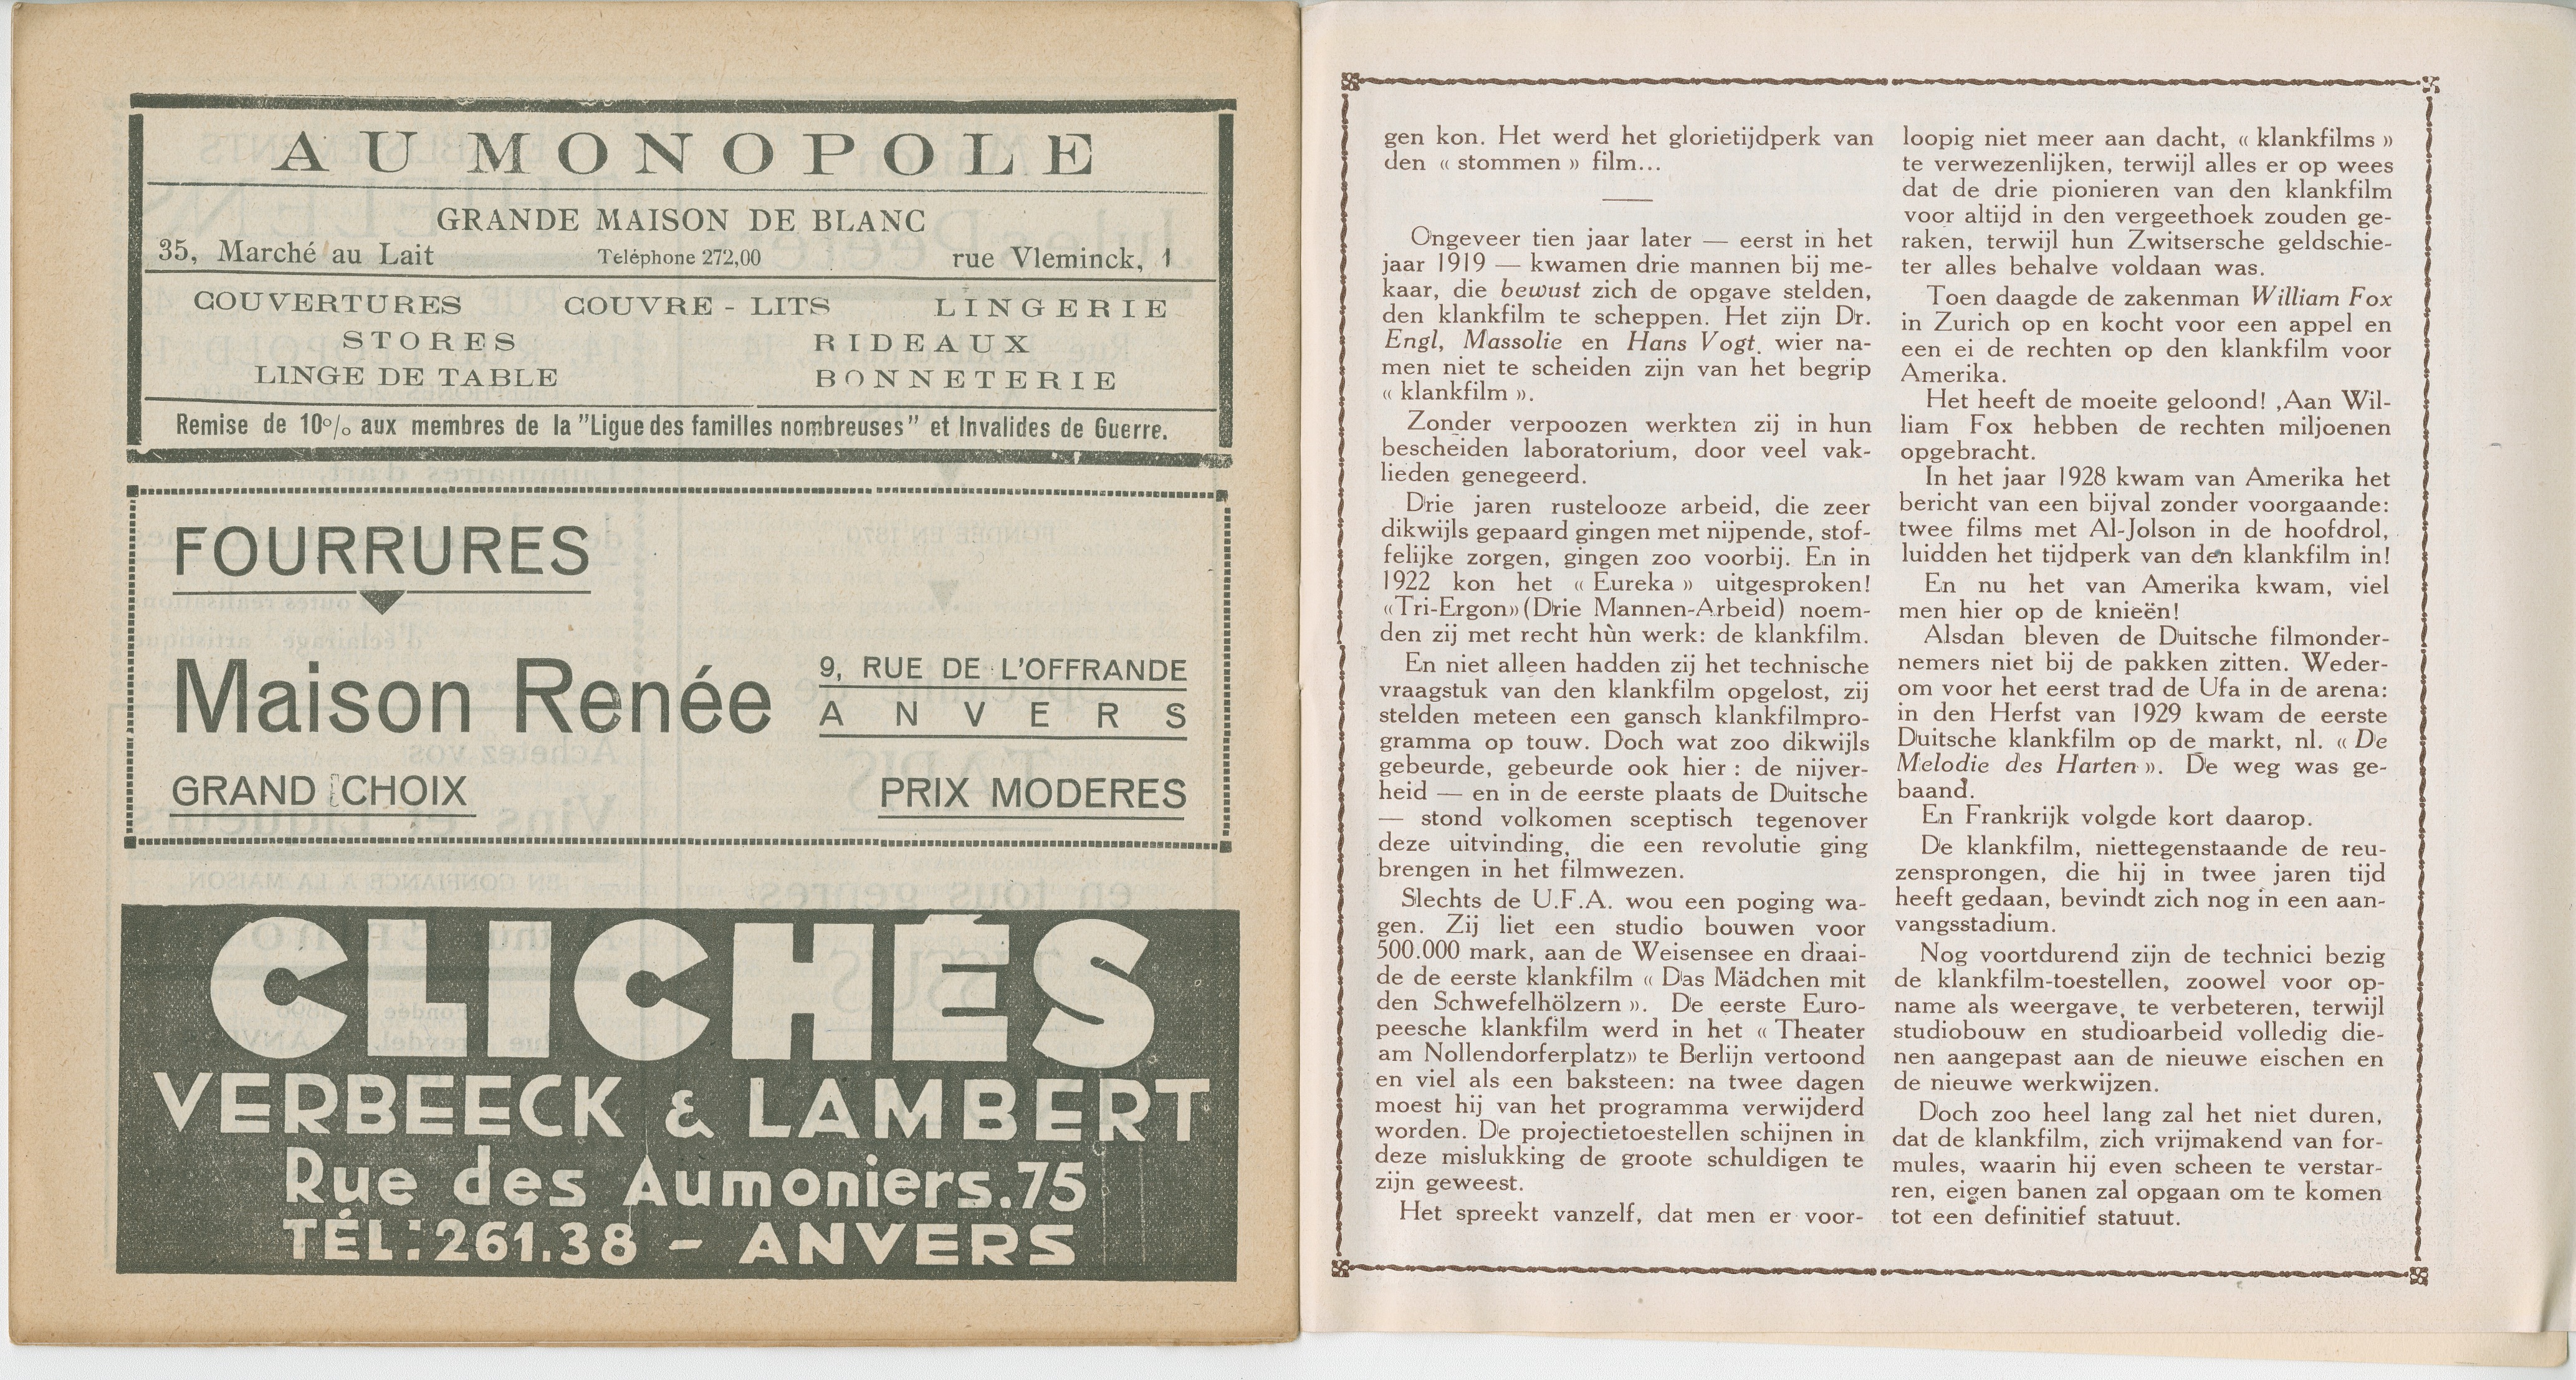 AU MONOPOLE
GRANDE MAISON DE BLANC
35, Marché au Lait Teléphone 272,00 rue Vleminck, 1
COUVERTURES COUVRE - LITS LINGERIE
STORES RIDEAUX
LINGE DE TABLE BONNETERIE
Remise de 10% aux membres de la "Ligue des familles nombreuses" et Invalides de Guerre.
FOURRURES
Maison Renée
9, RUE DE L'OFFRANDE
ANVERS
GRAND CHOIX PRIX MODERES
CLICHÉS
VERBEECK & LAMBERT
Rue des Aumoniers.75
TÉL: 261.38 - ANVERS
gen kon. Het werd het glorietijdperk van
den « stommen » film...
Ongeveer tien jaar later — eerst in het
jaar 1919 — kwamen drie mannen bij me-
kaar, die bewust zich de opgave stelden,
den klankfilm te scheppen. Het zijn Dr.
Engl, Massolie en Hans Vogt, wier na-
men niet te scheiden zijn van het begrip
« klankfilm ».
Zonder verpoozen werkten zij in hun
bescheiden laboratorium, door veel vak-
lieden genegeerd.
Drie jaren rustelooze arbeid, die zeer
dikwijls gepaard gingen met nijpende, stof-
felijke zorgen, gingen zoo voorbij. En in
1922 kon het « Eureka » uitgesproken!
«Tri-Ergon» (Drie Mannen-Arbeid) noem-
den zij met recht hùn werk: de klankfilm.
En niet alleen hadden zij het technische
vraagstuk van den klankfilm opgelost, zij
stelden meteen een gansch klankfilmpro-
gramma op touw. Doch wat zoo dikwijls
gebeurde, gebeurde ook hier : de nijver-
heid — en in de eerste plaats de Duitsche
— stond volkomen sceptisch tegenover
deze uitvinding, die een revolutie ging
brengen in het filmwezen.
Slechts de U.F.A. wou een poging wa-
gen. Zij liet een studio bouwen voor
500.000 mark, aan de Weisensee en draai-
de de eerste klankfilm « Das Mädchen mit
den Schwefelhölzern ». De eerste Euro-
peesche klankfilm werd in het « Theater
am Nollendorferplatz» te Berlijn vertoond
en viel als een baksteen: na twee dagen
moest hij van het programma verwijderd
worden. De projectietoestellen schijnen in
deze mislukking de groote schuldigen te
zijn geweest.
Het spreekt vanzelf, dat men er voor-
loopig niet meer aan dacht, « klankfilms »
te verwezenlijken, terwijl alles er op wees
dat de drie pionieren van den klankfilm
voor altijd in den vergeethoek zouden ge-
raken, terwijl hun Zwitsersche geldschie-
ter alles behalve voldaan was.
Toen daagde de zakenman William Fox
in Zurich op en kocht voor een appel en
een ei de rechten op den klankfilm voor
Amerika.
Het heeft de moeite geloond! ,Aan Wil-
liam Fox hebben de rechten miljoenen
opgebracht.
In het jaar 1928 kwam van Amerika het
bericht van een bijval zonder voorgaande:
twee films met Al-Jolson in de hoofdrol,
luidden het tijdperk van den klankfilm in!
En nu het van Amerika kwam, viel
men hier op de knieën!
Alsdan bleven de Duitsche filmonder-
nemers niet bij de pakken zitten. Weder-
om voor het eerst trad de Ufa in de arena:
in den Herfst van 1929 kwam de eerste
Duitsche klankfilm op de markt, nl. « De
Melodie des Harten ». De weg was ge-
baand.
En Frankrijk volgde kort daarop.
De klankfilm, niettegenstaande de reu-
zensprongen, die hij in twee jaren tijd
heeft gedaan, bevindt zich nog in een aan-
vangsstadium.
Nog voortdurend zijn de technici bezig
de klankfilm-toestellen, zoowel voor op-
name als weergave, te verbeteren, terwijl
studiobouw en studioarbeid volledig die-
nen aangepast aan de nieuwe eischen en
de nieuwe werkwijzen.
Doch zoo heel lang zal het niet duren,
dat de klankfilm, zich vrijmakend van for-
mules, waarin hij even scheen te verstar-
ren, eigen banen zal opgaan om te komen
tot een definitief statuut.